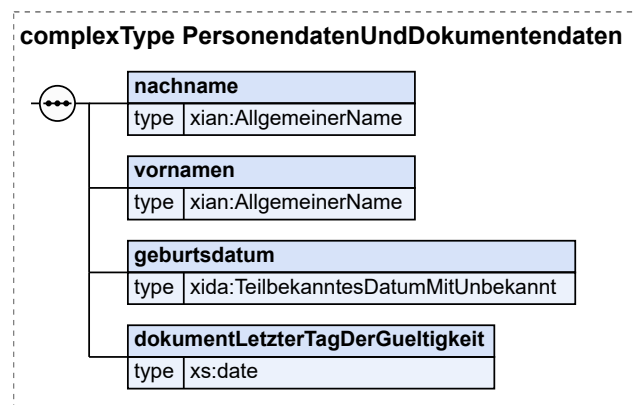 complexType PersonendatenUndDokumentendaten
nachname
type xian:AllgemeinerName
vornamen
type xian:AllgemeinerName
geburtsdatum
type xida:TeilbekanntesDatumMitUnbekannt
dokumentLetzterTagDerGueltigkeit
type xs:date